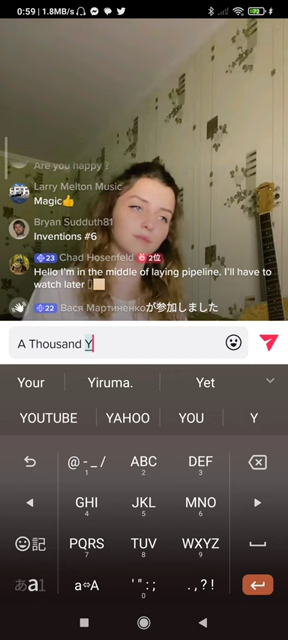 0:59 | 1.8MB/s
72
Are you happy ?
Larry Melton Music
Magic👍
Bryan Sudduth81
Inventions #6
23 Chad Hosenfeld 2位
Hello I'm in the middle of laying pipeline. I'll have to
watch later
22 Вася Мартиненкоが参加しました
A Thousand Y
Your Yiruma. Yet
YOUTUBE YAHOO YOU Y
@-_/ ABC DEF
1 2 3
GHI JKL MNO
4 5 6
記 PQRS TUV WXYZ
7 8 9
あa1 a⇔A '":; .,?!
0